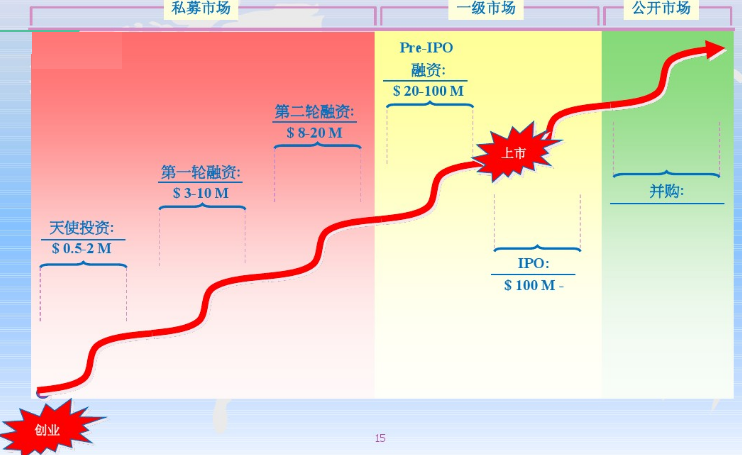 私募市场
一级市场
公开市场
Pre-IPO
融资:
$ 20-100 M
第二轮融资:
$ 8-20 M
上市
第一轮融资:
$ 3-10 M
并购:
天使投资:
$ 0.5-2 M
IPO:
$ 100 M -
创业
15